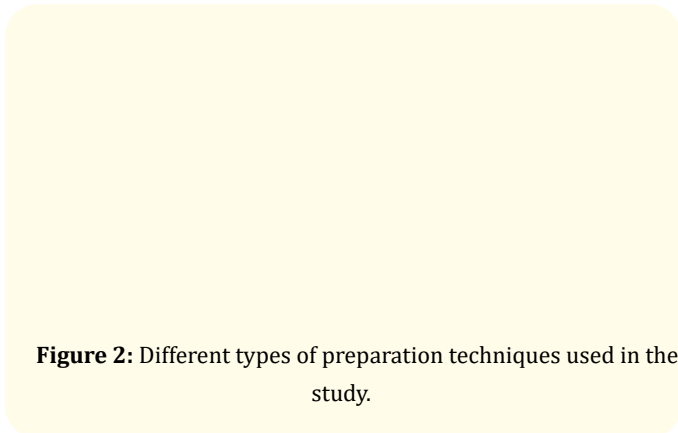 Figure 2: Different types of preparation techniques used in the
study.